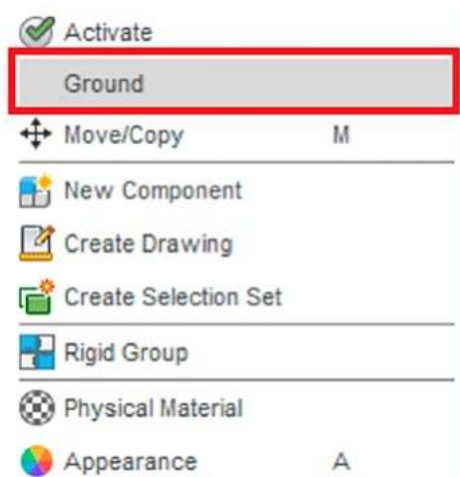 Activate
Ground
Move/Copy M
New Component
Create Drawing
Create Selection Set
Rigid Group
Physical Material
Appearance A